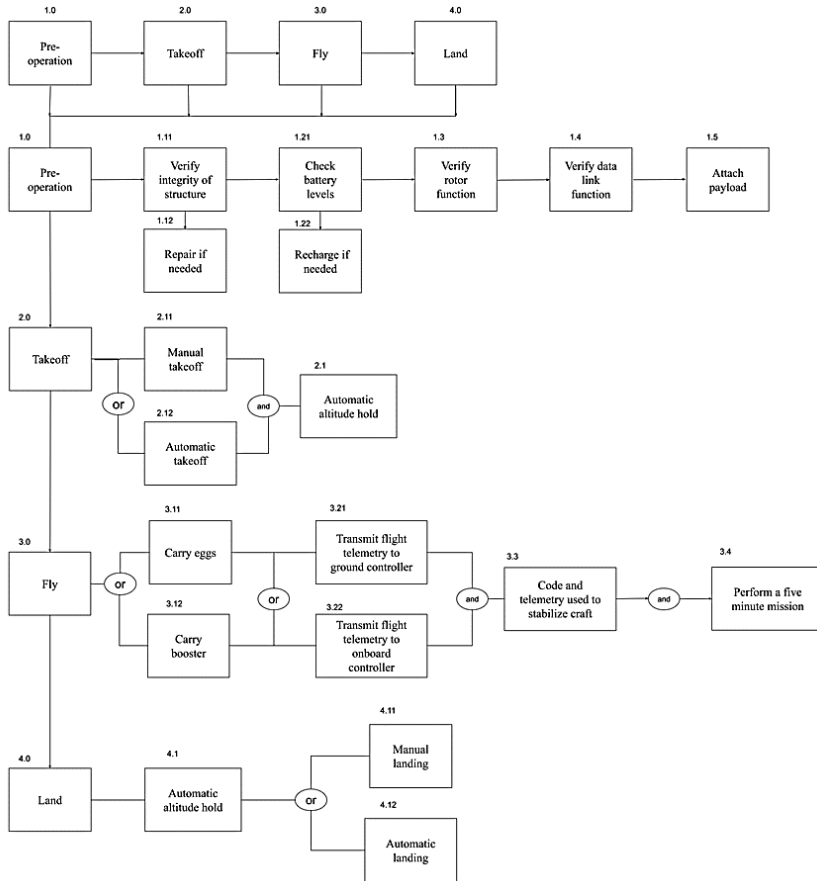 1.0
2.0
3.0
4.0
Pre-
operation
Takeoff
Fly
Land
1.0
1.11
1.21
1.3
1.4
1.5
Pre-
operation
Verify
integrity of
structure
Check
battery
levels
Verify
rotor
function
Verify data
link
function
Attach
payload
1.12
1.22
Repair if
needed
Recharge if
needed
2.0
2.11
Takeoff
Manual
takeoff
2.1
or
and
Automatic
altitude hold
2.12
Automatic
takeoff
3.0
3.11
3.21
Carry eggs
Transmit flight
telemetry to
ground controller
3.3
3.4
Fly
or
or
and
Code and
telemetry used to
stabilize craft
and
Perform a five
minute mission
3.12
3.22
Carry
booster
Transmit flight
telemetry to
onboard
controller
4.0
4.1
4.11
Manual
landing
Land
Automatic
altitude hold
or
4.12
Automatic
landing